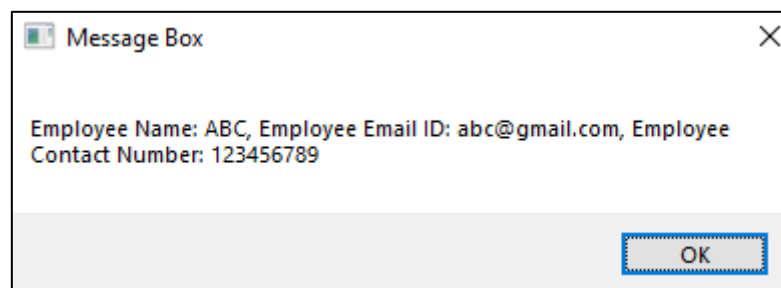 Message Box
Employee Name: ABC, Employee Email ID: abc@gmail.com, Employee
Contact Number: 123456789
OK